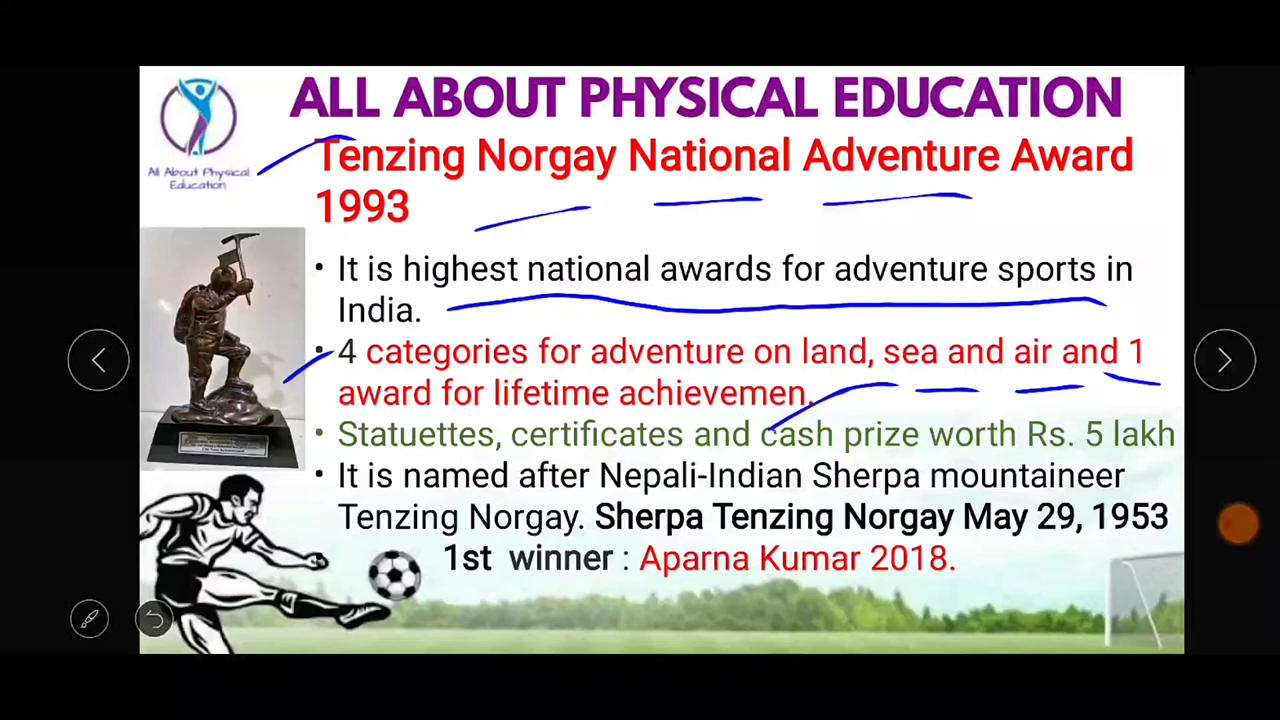 ALL ABOUT PHYSICAL EDUCATION
All About Physical
Education
Tenzing Norgay National Adventure Award
1993
• It is highest national awards for adventure sports in
India.
• 4 categories for adventure on land, sea and air and 1
award for lifetime achievemen.
• Statuettes, certificates and cash prize worth Rs. 5 lakh
• It is named after Nepali-Indian Sherpa mountaineer
Tenzing Norgay. Sherpa Tenzing Norgay May 29, 1953
1st winner : Aparna Kumar 2018.